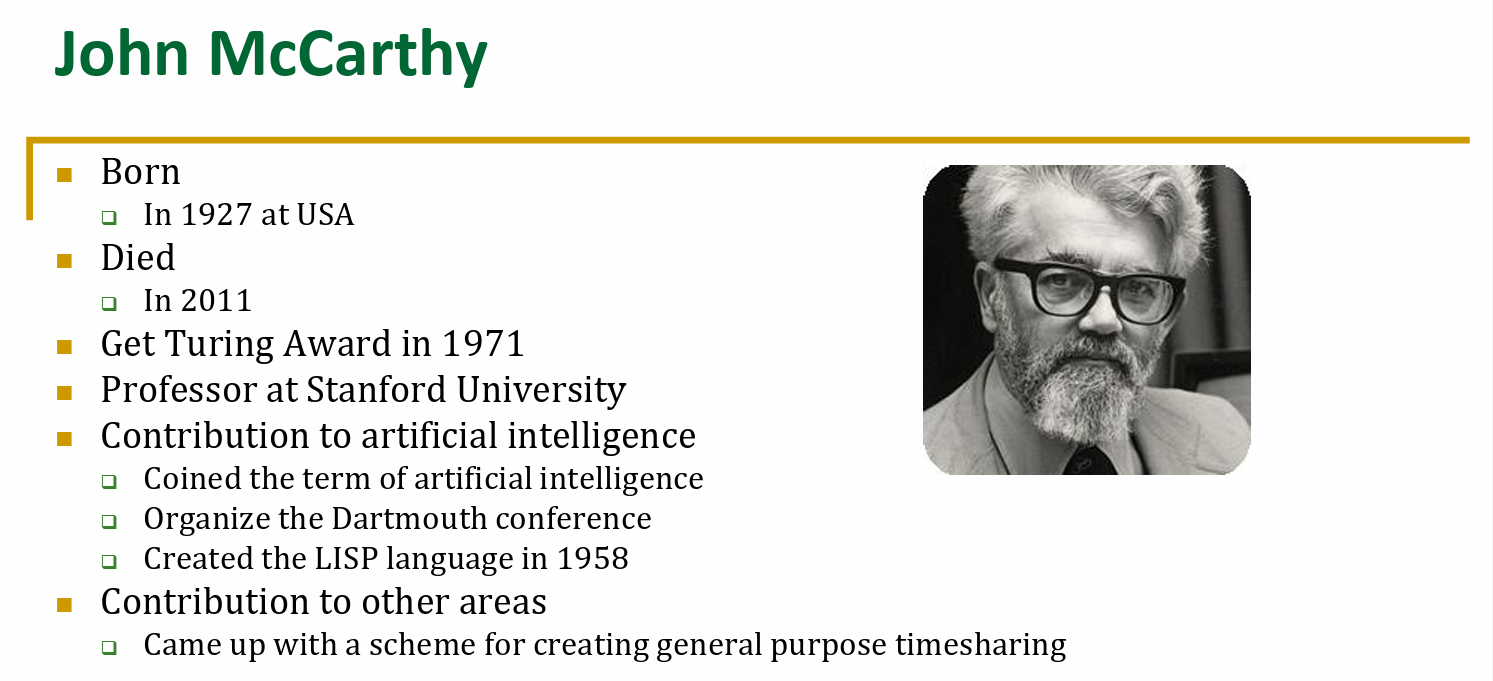 John McCarthy
Born
In 1927 at USA
Died
In 2011
Get Turing Award in 1971
Professor at Stanford University
Contribution to artificial intelligence
Coined the term of artificial intelligence
Organize the Dartmouth conference
Created the LISP language in 1958
Contribution to other areas
Came up with a scheme for creating general purpose timesharing